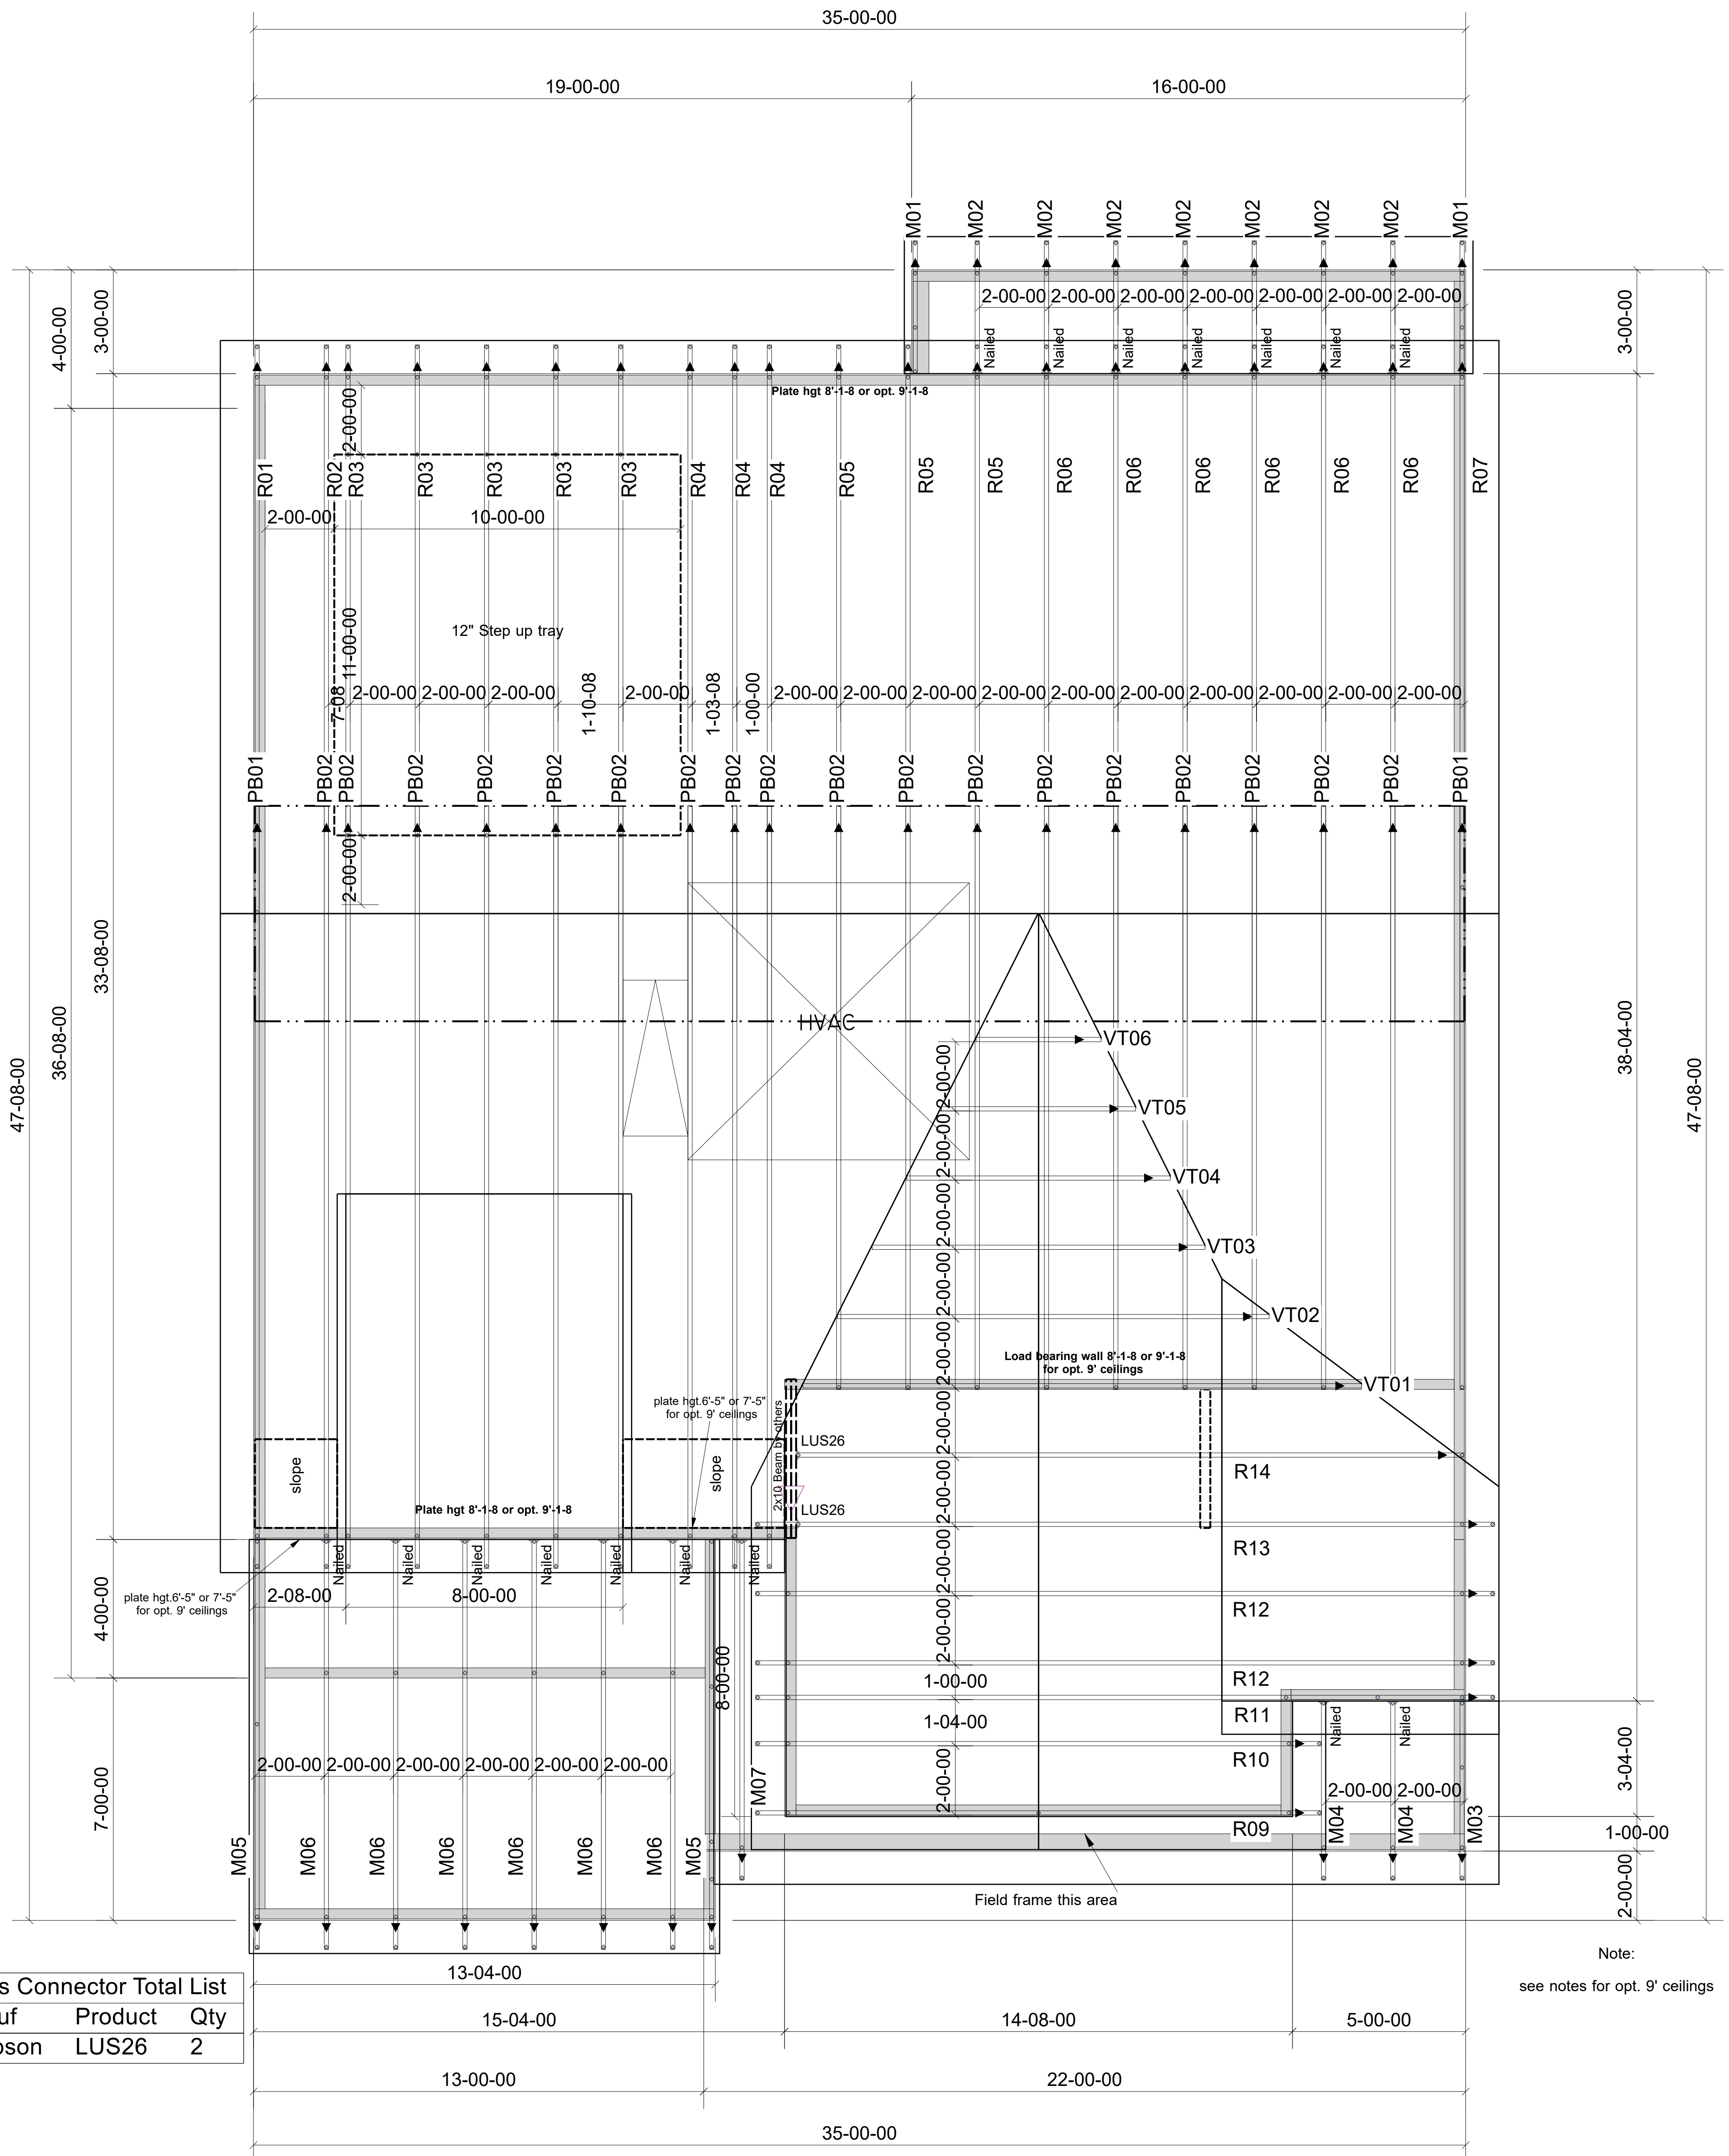 35-00-00
19-00-00 16-00-00
M01 M02 M02 M02 M02 M02 M02 M02 M01
4-00-00 3-00-00 3-00-00
2-00-00 2-00-00 2-00-00 2-00-00 2-00-00 2-00-00 2-00-00
Nailed Nailed Nailed Nailed Nailed Nailed Nailed
Plate hgt 8'-1-8 or opt. 9'-1-8
2-00-00
R01 R02 R03 R03 R03 R03 R03 R04 R04 R04 R05 R05 R05 R06 R06 R06 R06 R06 R06 R07
2-00-00 10-00-00
12" Step up tray
11-00-00
7-08 2-00-00 2-00-00 2-00-00 1-10-08 2-00-00 1-03-08 1-00-00 2-00-00 2-00-00 2-00-00 2-00-00 2-00-00 2-00-00 2-00-00 2-00-00 2-00-00 2-00-00
PB01 PB02 PB02 PB02 PB02 PB02 PB02 PB02 PB02 PB02 PB02 PB02 PB02 PB02 PB02 PB02 PB02 PB02 PB02 PB01
2-00-00
47-08-00 36-08-00 33-08-00 38-04-00 47-08-00
HVAC
VT06
2-00-00
VT05
2-00-00
VT04
2-00-00
VT03
2-00-00
VT02
2-00-00
Load bearing wall 8'-1-8 or 9'-1-8
for opt. 9' ceilings
VT01
plate hgt.6'-5" or 7'-5"
for opt. 9' ceilings
2x10 Beam by others
LUS26
2-00-00
R14
slope slope
Plate hgt 8'-1-8 or opt. 9'-1-8
LUS26
2-00-00
R13
Nailed Nailed Nailed Nailed Nailed Nailed Nailed
plate hgt.6'-5" or 7'-5"
for opt. 9' ceilings
2-08-00 8-00-00
4-00-00
2-00-00
R12
2-00-00
R12
8-00-00
1-00-00
R11
1-04-00
Nailed Nailed
R10
2-00-00 2-00-00 2-00-00 2-00-00 2-00-00 2-00-00
7-00-00
M07
2-00-00
2-00-00 2-00-00
3-04-00
R09
M04 M04 M03
1-00-00
M05 M06 M06 M06 M06 M06 M06 M05
Field frame this area
2-00-00
Note:
see notes for opt. 9' ceilings
13-04-00
s Connector Total List
uf Product Qty
pson LUS26 2
15-04-00 14-08-00 5-00-00
13-00-00 22-00-00
35-00-00